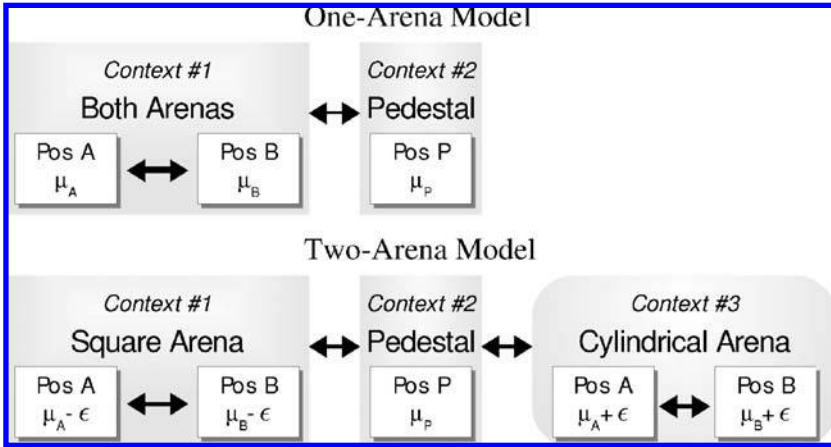 One-Arena Model
Context #1
Both Arenas
Pos A
μA
Pos B
μB
Context #2
Pedestal
Pos P
μP
Two-Arena Model
Context #1
Square Arena
Pos A
μA - ϵ
Pos B
μB - ϵ
Context #2
Pedestal
Pos P
μP
Context #3
Cylindrical Arena
Pos A
μA + ϵ
Pos B
μB + ϵ